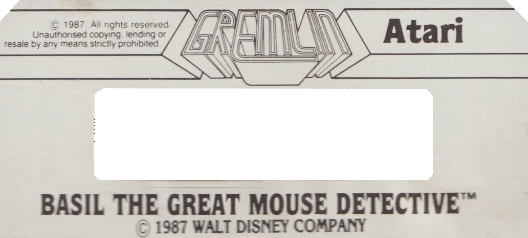 © 1987 All rights reserved.
Unauthorised copying, lending or
resale by any means strictly prohibited.
GREMLIN
Atari
BASIL THE GREAT MOUSE DETECTIVE™
© 1987 WALT DISNEY COMPANY